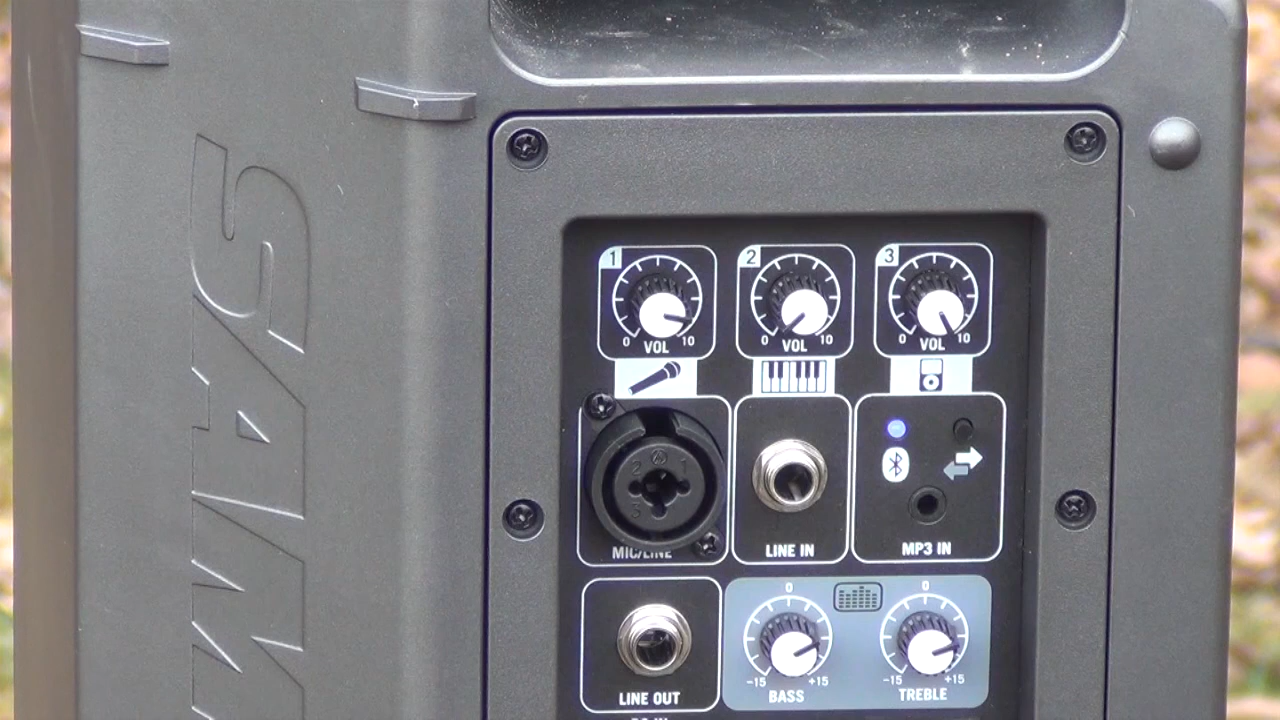 SAM
1 2 3
0 VOL 10 0 VOL 10 0 VOL 10
2 1
3
MIC/LINE LINE IN MP3 IN
0 0
-15 +15 -15 +15
LINE OUT BASS TREBLE